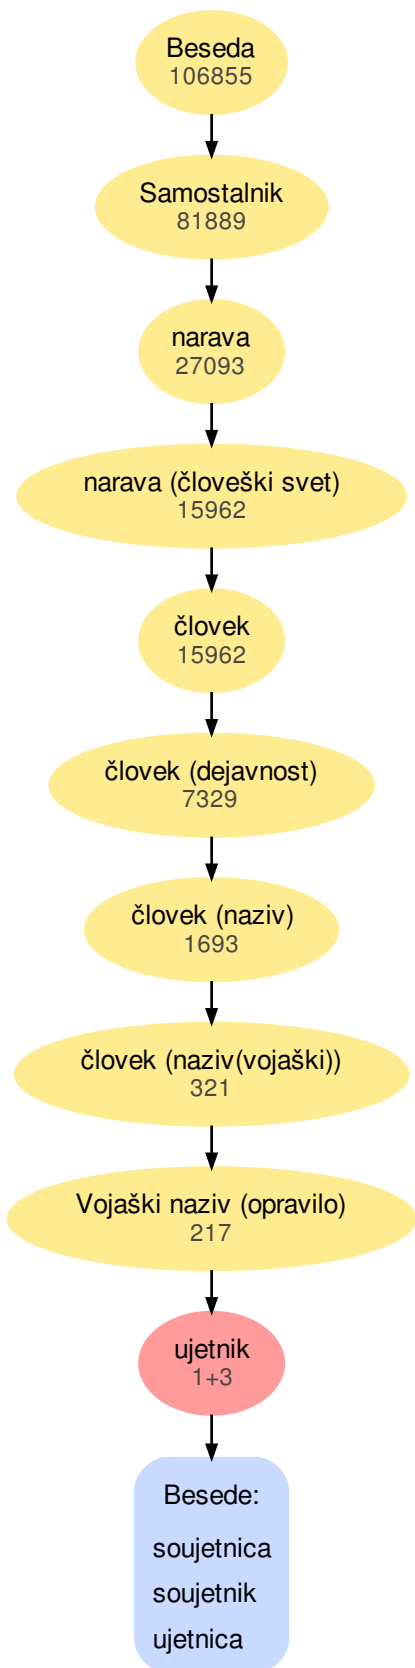 Beseda
106855
Samostalnik
81889
narava
27093
narava (človeški svet)
15962
človek
15962
človek (dejavnost)
7329
človek (naziv)
1693
človek (naziv(vojaški))
321
Vojaški naziv (opravilo)
217
ujetnik
1+3
Besede:
soujetnica
soujetnik
ujetnica